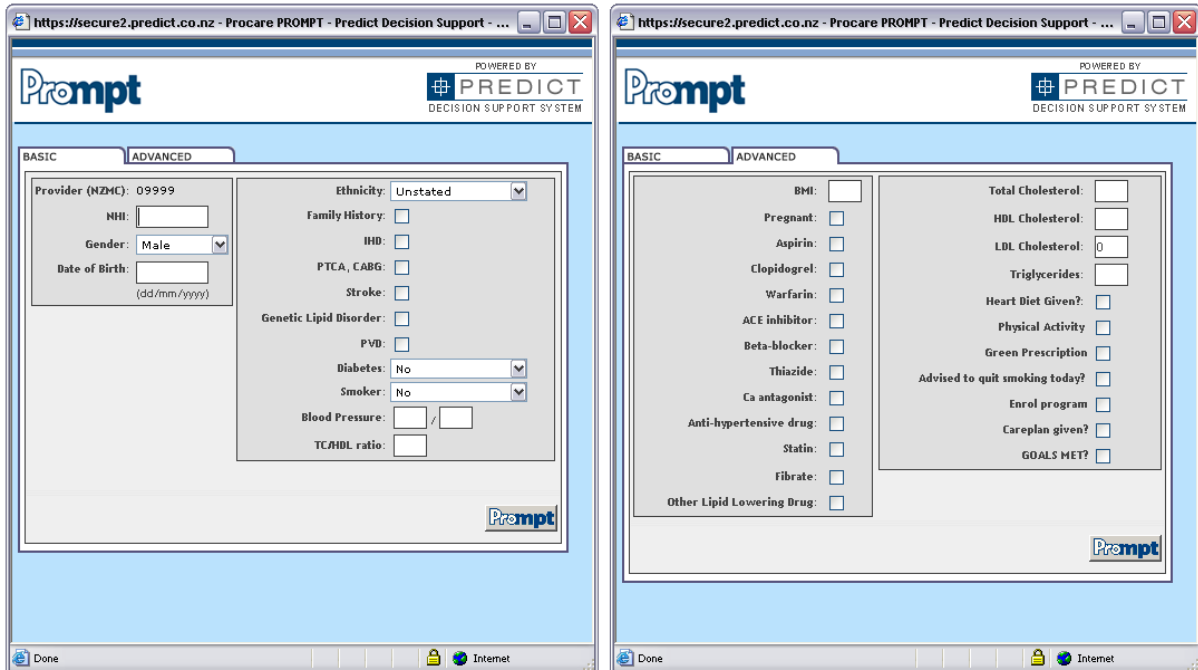 https://secure2.predict.co.nz - Procare PROMPT - Predict Decision Support - ...
Prompt
POWERED BY
PREDICT
DECISION SUPPORT SYSTEM
BASIC
ADVANCED
Provider (NZMC): 09999
NHI:
Gender: Male
Date of Birth:
(dd/mm/yyyy)
Ethnicity: Unstated
Family History:
IHD:
PTCA, CABG:
Stroke:
Genetic Lipid Disorder:
PVD:
Diabetes: No
Smoker: No
Blood Pressure: /
TC/HDL ratio:
Prompt
Done
Internet
https://secure2.predict.co.nz - Procare PROMPT - Predict Decision Support - ...
Prompt
POWERED BY
PREDICT
DECISION SUPPORT SYSTEM
BASIC
ADVANCED
BMI:
Pregnant:
Aspirin:
Clopidogrel:
Warfarin:
ACE inhibitor:
Beta-blocker:
Thiazide:
Ca antagonist:
Anti-hypertensive drug:
Statin:
Fibrate:
Other Lipid Lowering Drug:
Total Cholesterol:
HDL Cholesterol:
LDL Cholesterol: 0
Triglycerides:
Heart Diet Given?:
Physical Activity
Green Prescription
Advised to quit smoking today?
Enrol program
Careplan given?
GOALS MET?
Prompt
Done
Internet